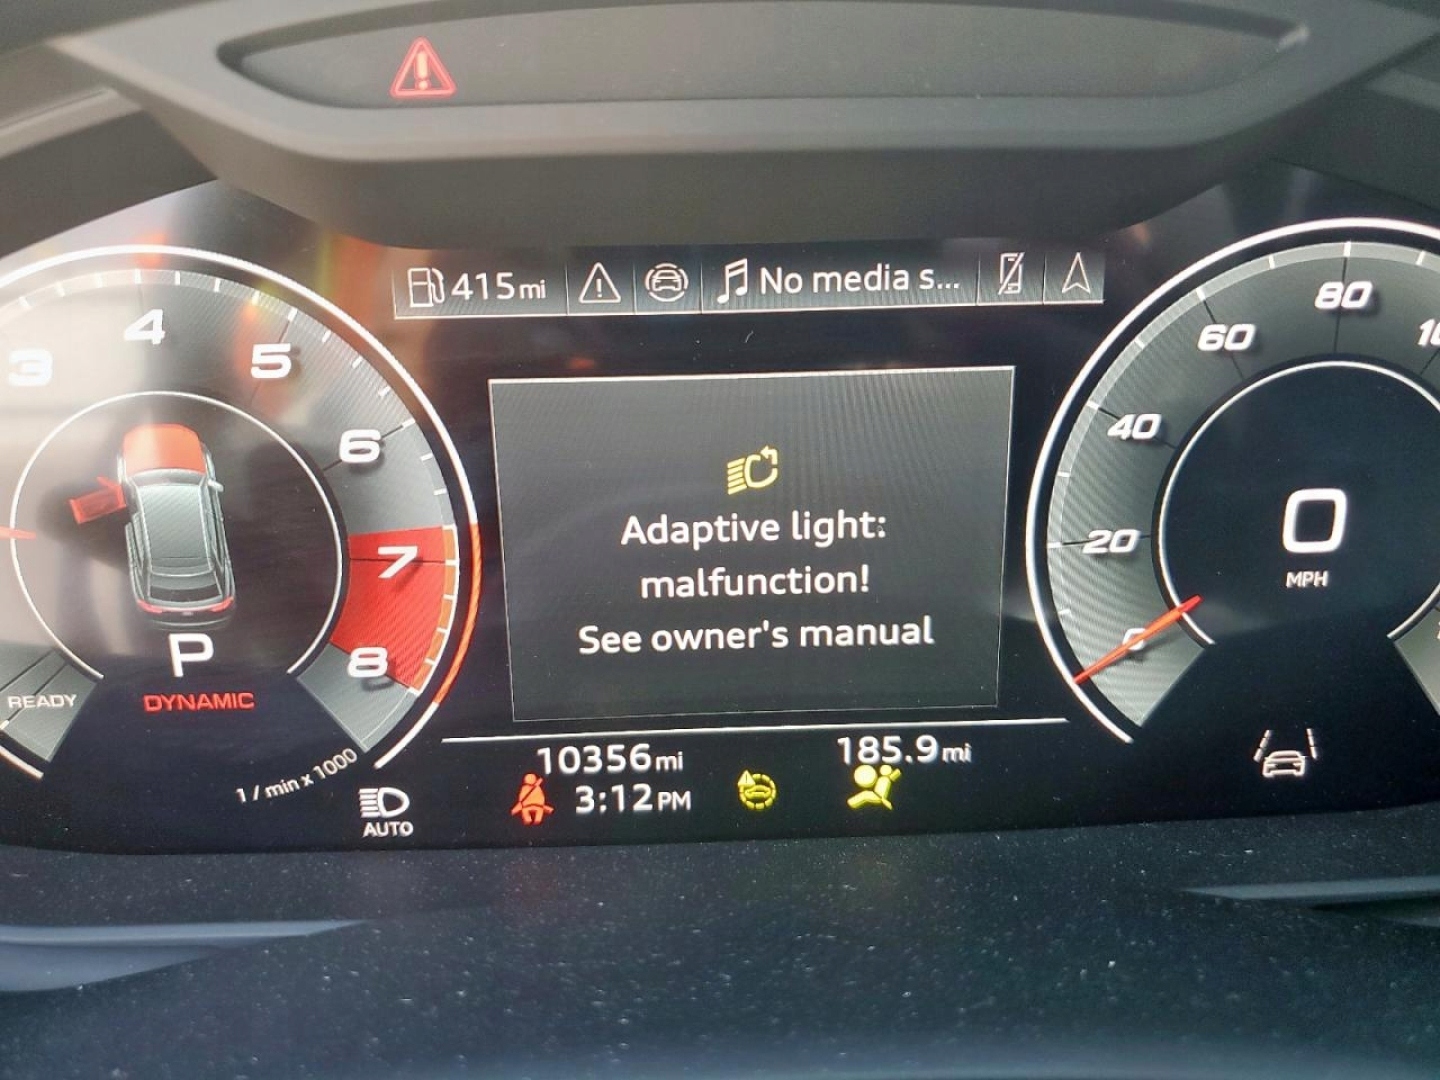 415mi
No media s...
3
4
5
6
7
8
P
DYNAMIC
READY
1 / min x 1000
Adaptive light:
malfunction!
See owner's manual
0
20
40
60
80
0
MPH
10356mi
185.9mi
3:12PM
AUTO